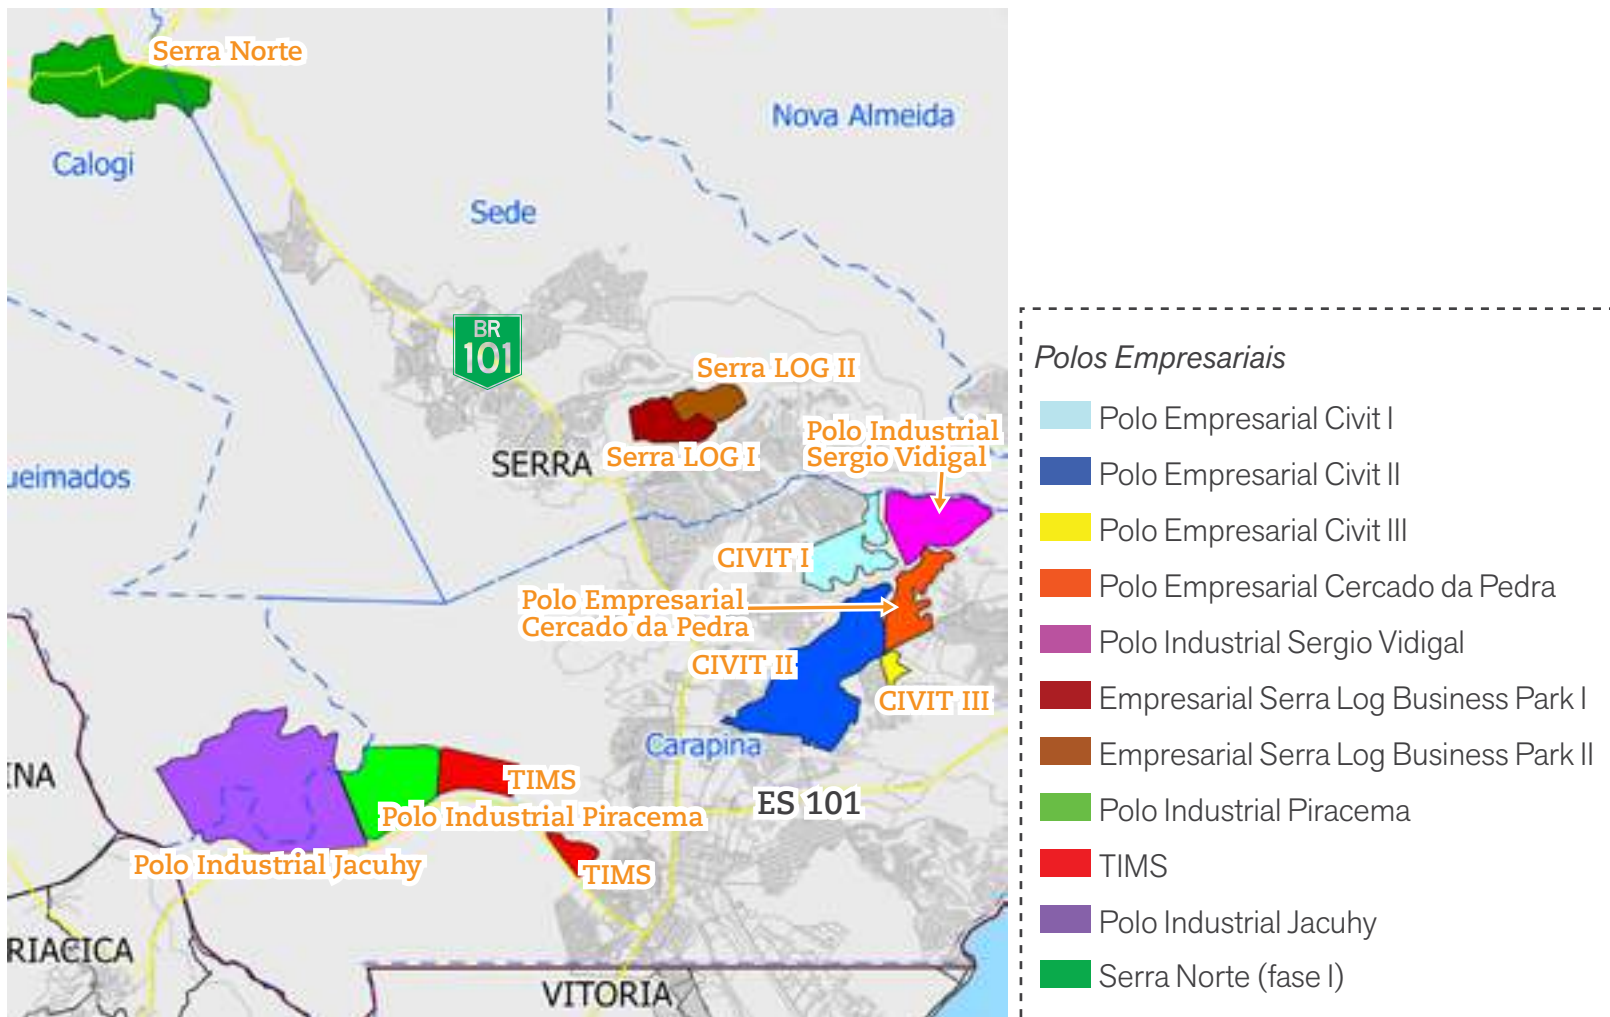 Serra Norte
Nova Almeida
Calogi
Sede
BR
101
Serra LOG II
Polo Industrial
Sergio Vidigal
SERRA
Serra LOG I
ueimados
CIVIT I
Polo Empresarial
Cercado da Pedra
CIVIT II
CIVIT III
Carapina
INA
TIMS
ES 101
Polo Industrial Piracema
Polo Industrial Jacuhy
TIMS
RIACICA
VITORIA
Polos Empresariais
Polo Empresarial Civit I
Polo Empresarial Civit II
Polo Empresarial Civit III
Polo Empresarial Cercado da Pedra
Polo Industrial Sergio Vidigal
Empresarial Serra Log Business Park I
Empresarial Serra Log Business Park II
Polo Industrial Piracema
TIMS
Polo Industrial Jacuhy
Serra Norte (fase I)